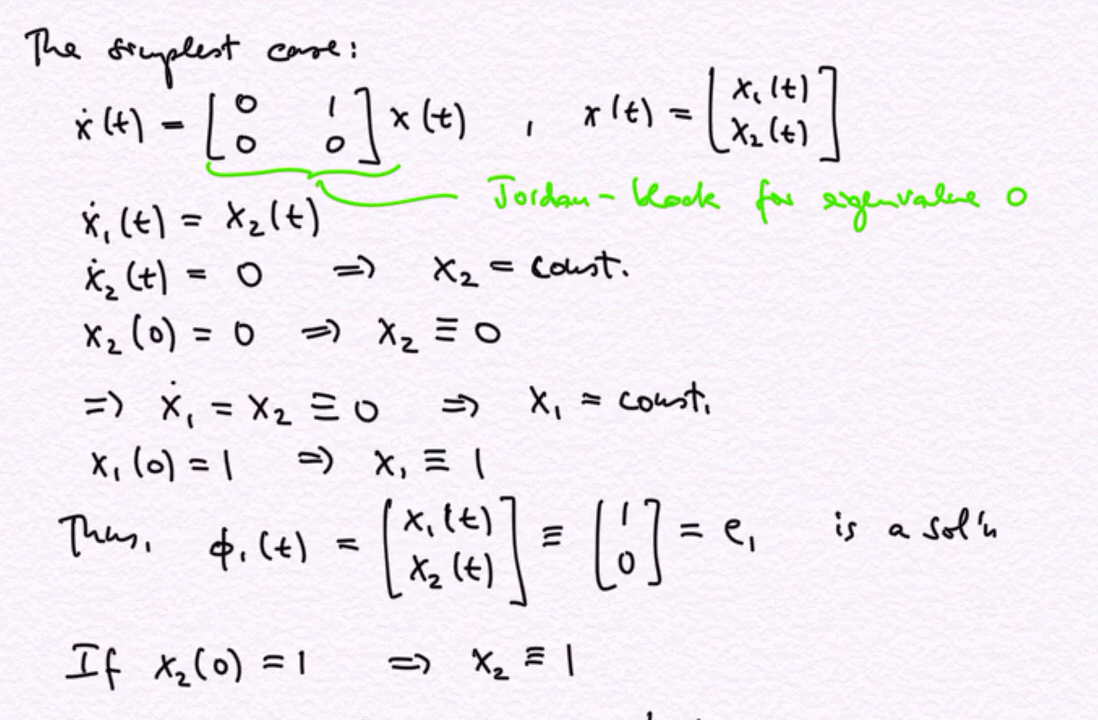 The simplest case:
ẋ(t) = [0 1; 0 0] x(t) , x(t) = [x₁(t); x₂(t)]
Jordan-block for eigenvalue 0
ẋ₁(t) = x₂(t)
ẋ₂(t) = 0 ⇒ x₂ = const.
x₂(0) = 0 ⇒ x₂ ≡ 0
⇒ ẋ₁ = x₂ ≡ 0 ⇒ x₁ = const.
x₁(0) = 1 ⇒ x₁ ≡ 1
Thus, φ₁(t) = [x₁(t); x₂(t)] ≡ [1; 0] = e₁ is a sol'n
If x₂(0) = 1 ⇒ x₂ ≡ 1